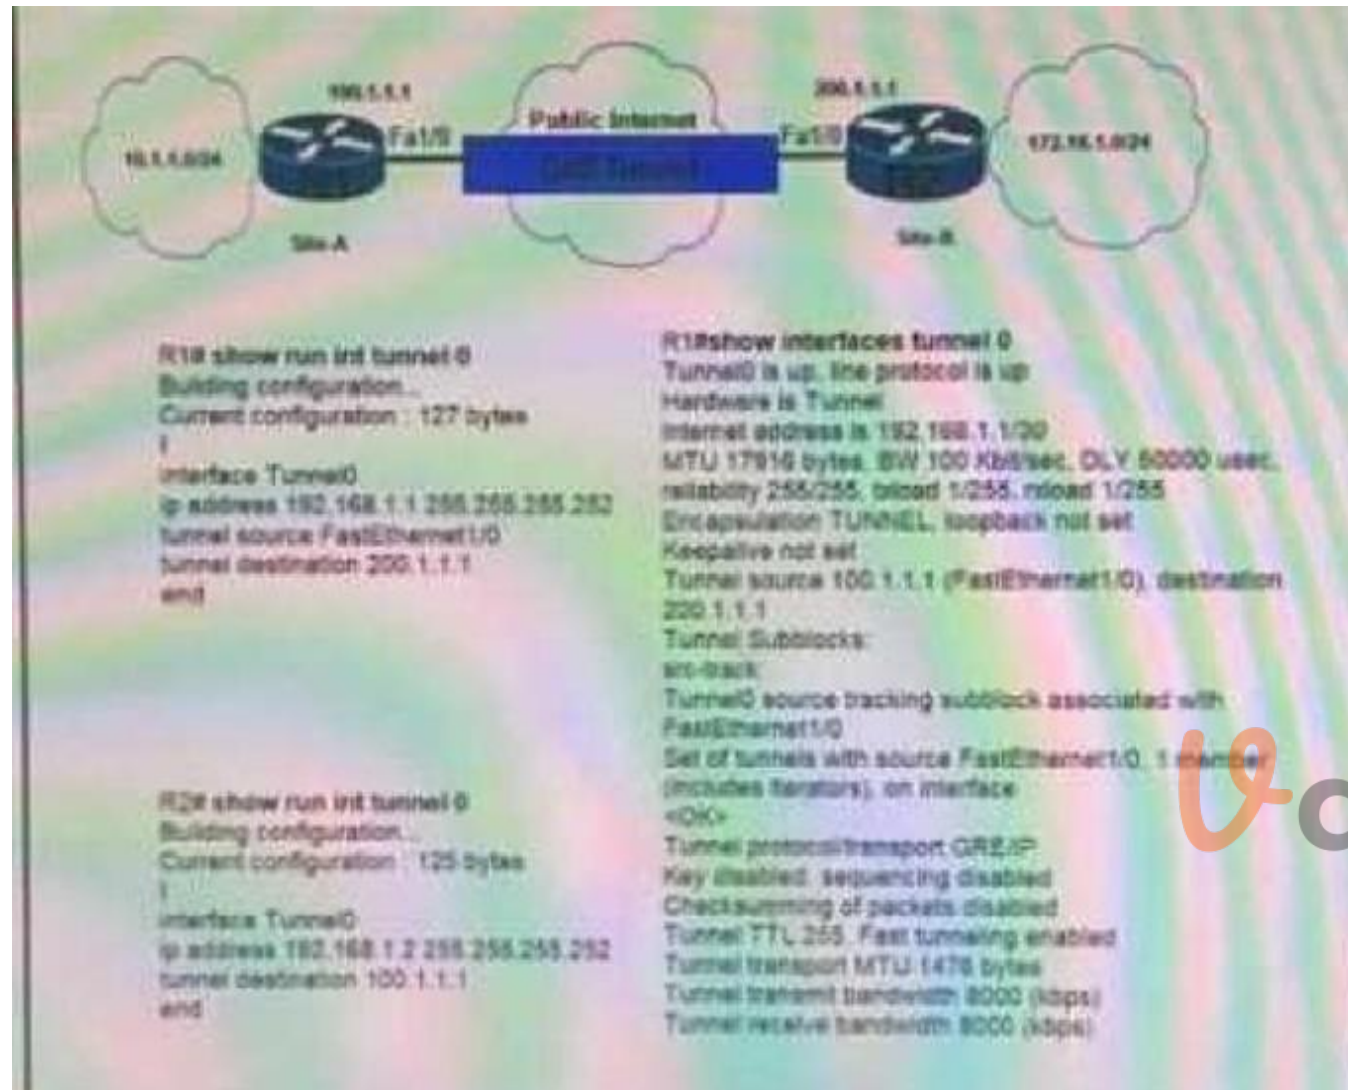 100.1.1.1
200.1.1.1
Public Internet
Fa1/0
Fa1/0
10.1.1.0/24
172.16.1.0/24
GRE Tunnel
Site-A
Site-B
R1# show run int tunnel 0
Building configuration...
Current configuration : 127 bytes
!
interface Tunnel0
ip address 192.168.1.1 255.255.255.252
tunnel source FastEthernet1/0
tunnel destination 200.1.1.1
end
R2# show run int tunnel 0
Building configuration...
Current configuration : 125 bytes
!
interface Tunnel0
ip address 192.168.1.2 255.255.255.252
tunnel destination 100.1.1.1
end
R1#show interfaces tunnel 0
Tunnel0 is up, line protocol is up
Hardware is Tunnel
Internet address is 192.168.1.1/30
MTU 17916 bytes, BW 100 Kbit/sec, DLY 50000 usec,
reliability 255/255, txload 1/255, rxload 1/255
Encapsulation TUNNEL, loopback not set
Keepalive not set
Tunnel source 100.1.1.1 (FastEthernet1/0), destination
200.1.1.1
Tunnel Subblocks:
src-track:
Tunnel0 source tracking subblock associated with
FastEthernet1/0
Set of tunnels with source FastEthernet1/0, 1 member
(includes iterators), on interface
<OK>
Tunnel protocol/transport GRE/IP
Key disabled, sequencing disabled
Checksumming of packets disabled
Tunnel TTL 255, Fast tunneling enabled
Tunnel transport MTU 1476 bytes
Tunnel transmit bandwidth 8000 (kbps)
Tunnel receive bandwidth 8000 (kbps)